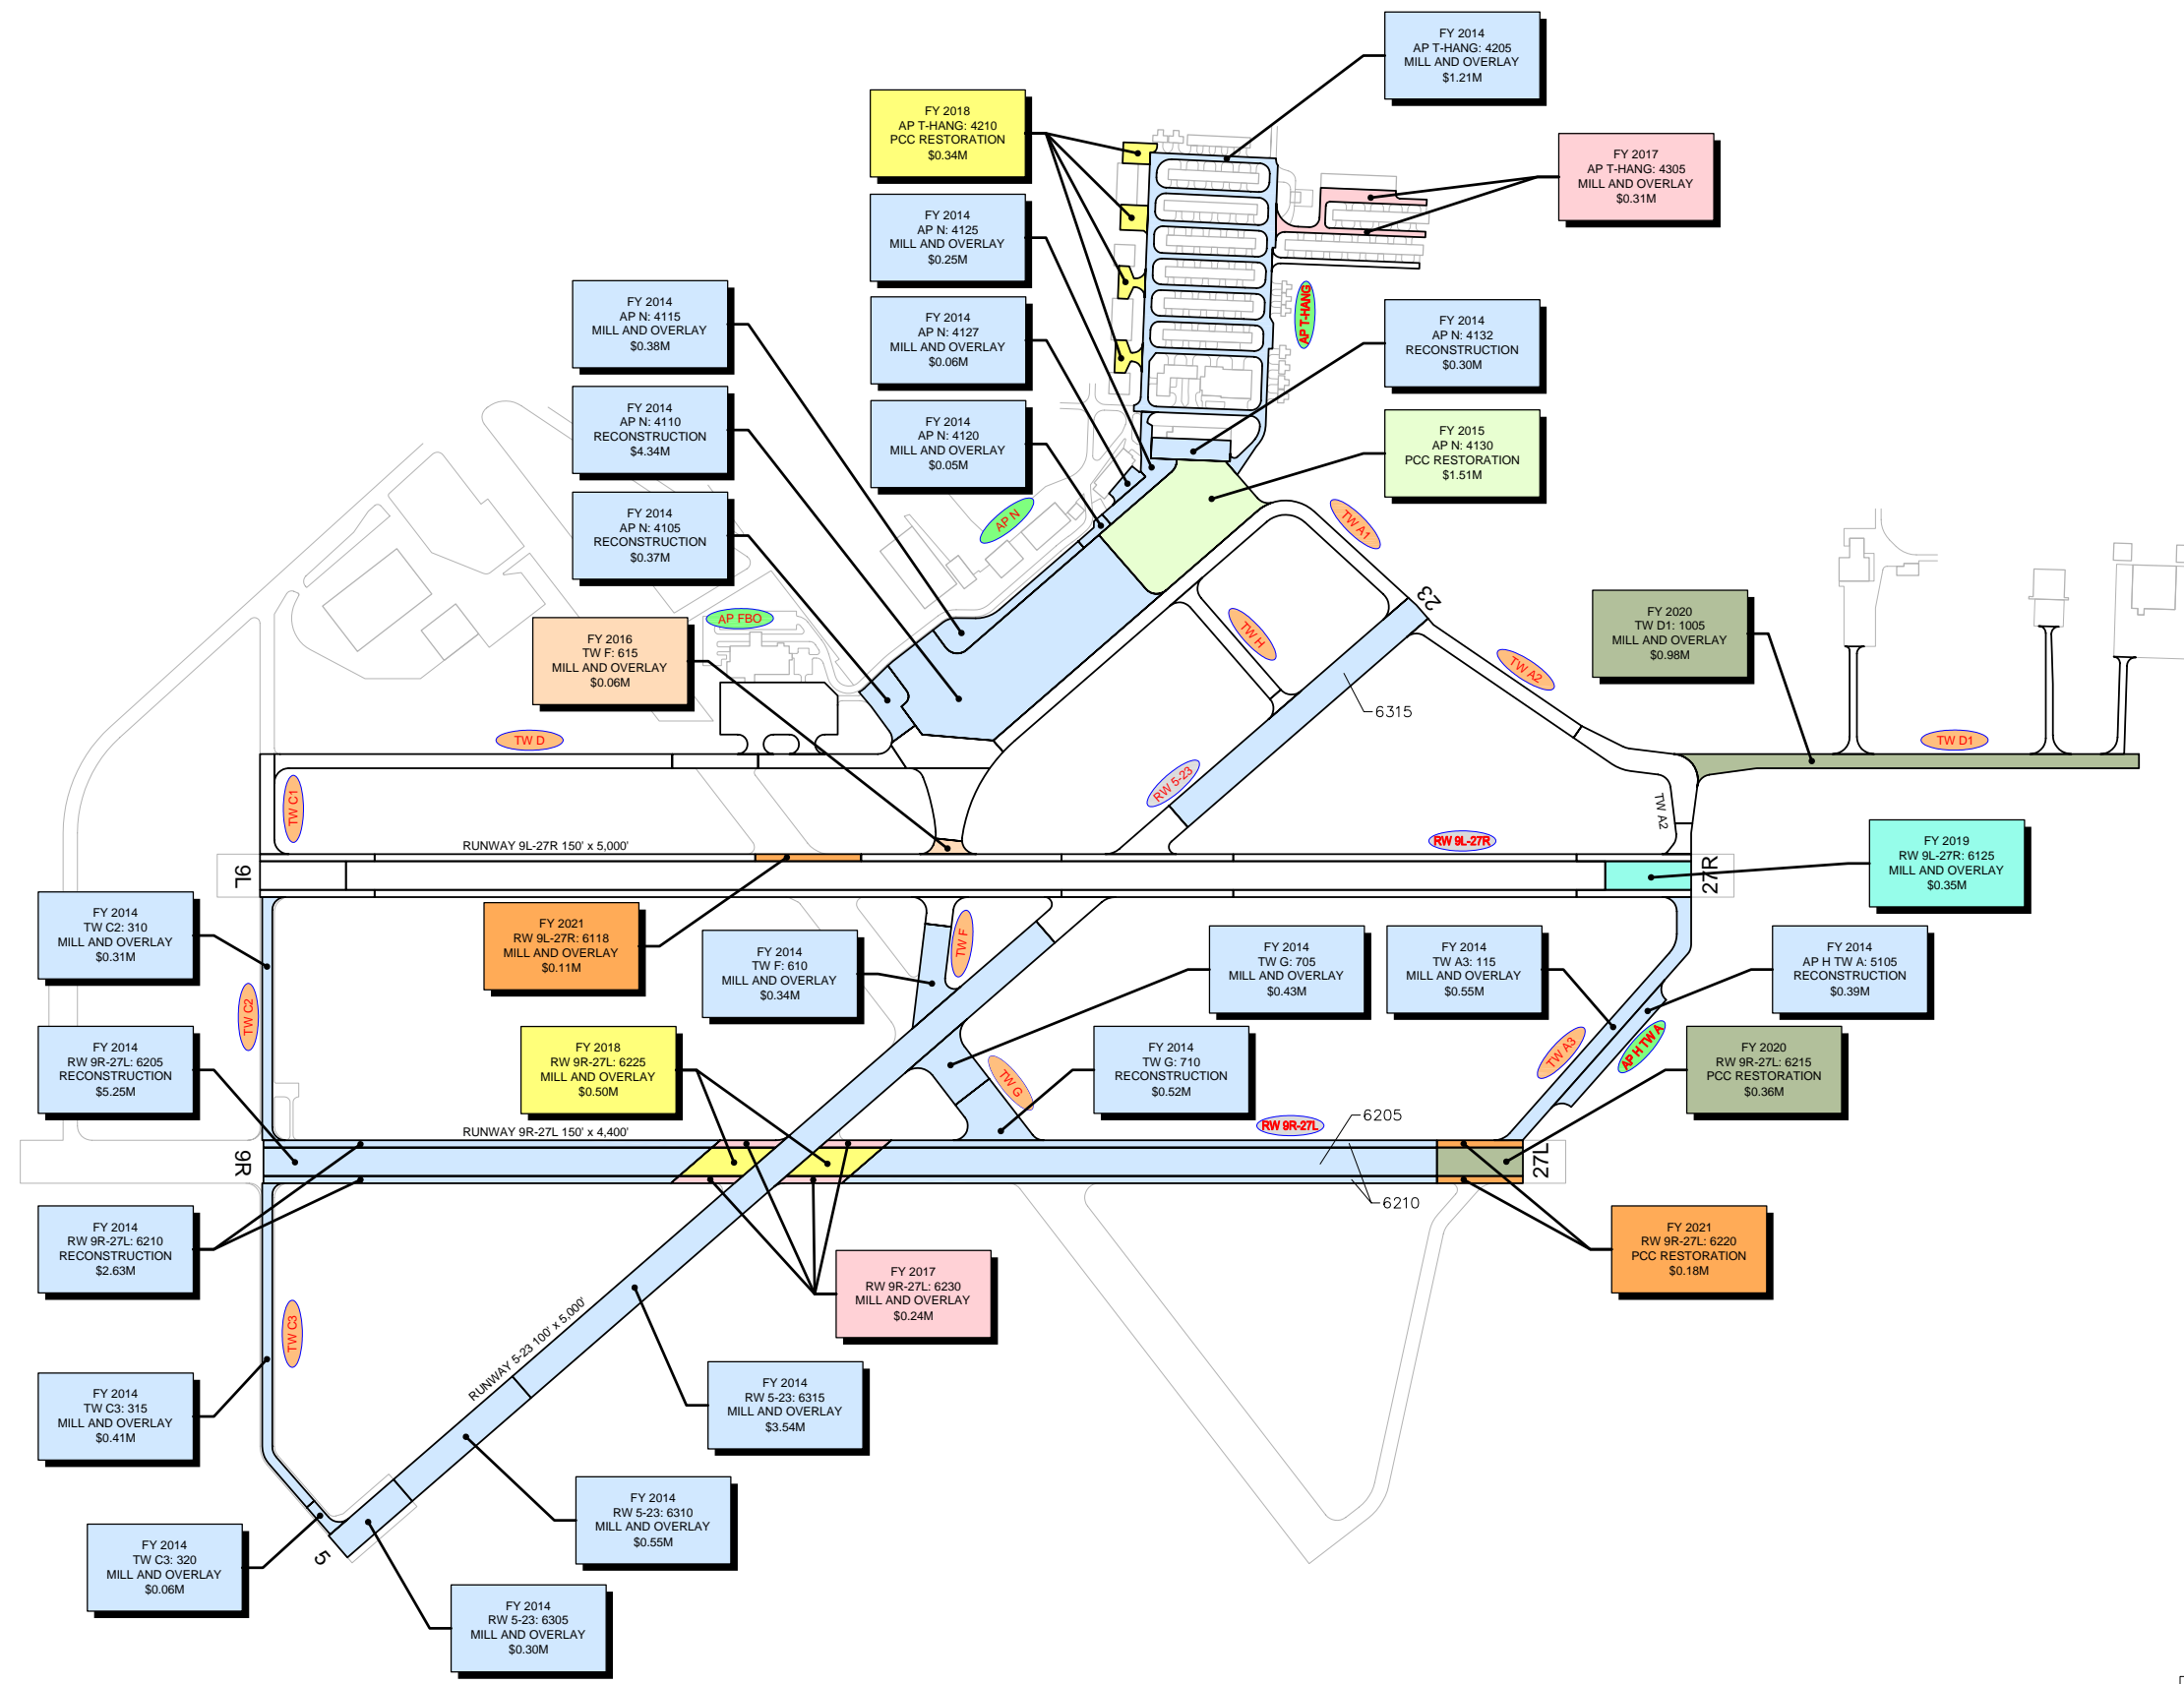 FY 2014
AP T-HANG: 4205
MILL AND OVERLAY
$1.21M
FY 2018
AP T-HANG: 4210
PCC RESTORATION
$0.34M
FY 2017
AP T-HANG: 4305
MILL AND OVERLAY
$0.31M
FY 2014
AP N: 4125
MILL AND OVERLAY
$0.25M
FY 2014
AP N: 4115
MILL AND OVERLAY
$0.38M
FY 2014
AP N: 4127
MILL AND OVERLAY
$0.06M
AP T-HANG
FY 2014
AP N: 4132
RECONSTRUCTION
$0.30M
FY 2014
AP N: 4110
RECONSTRUCTION
$4.34M
FY 2014
AP N: 4120
MILL AND OVERLAY
$0.05M
FY 2015
AP N: 4130
PCC RESTORATION
$1.51M
FY 2014
AP N: 4105
RECONSTRUCTION
$0.37M
AP N
TW A1
23
AP FBO
TW H
TW A2
FY 2016
TW F: 615
MILL AND OVERLAY
$0.06M
FY 2020
TW D1: 1005
MILL AND OVERLAY
$0.98M
6315
TW D
TW D1
TW C1
RW 5-23
TW A2
RUNWAY 9L-27R 150' x 5,000'
RW 9L-27R
9L
27R
FY 2019
RW 9L-27R: 6125
MILL AND OVERLAY
$0.35M
FY 2014
TW C2: 310
MILL AND OVERLAY
$0.31M
FY 2021
RW 9L-27R: 6118
MILL AND OVERLAY
$0.11M
FY 2014
TW F: 610
MILL AND OVERLAY
$0.34M
TW F
FY 2014
TW G: 705
MILL AND OVERLAY
$0.43M
FY 2014
TW A3: 115
MILL AND OVERLAY
$0.55M
FY 2014
AP H TW A: 5105
RECONSTRUCTION
$0.39M
TW C2
FY 2014
RW 9R-27L: 6205
RECONSTRUCTION
$5.25M
FY 2018
RW 9R-27L: 6225
MILL AND OVERLAY
$0.50M
TW G
FY 2014
TW G: 710
RECONSTRUCTION
$0.52M
TW A3
AP H TW A
FY 2020
RW 9R-27L: 6215
PCC RESTORATION
$0.36M
RUNWAY 9R-27L 150' x 4,400'
RW 9R-27L
6205
9R
27L
6210
FY 2014
RW 9R-27L: 6210
RECONSTRUCTION
$2.63M
FY 2021
RW 9R-27L: 6220
PCC RESTORATION
$0.18M
FY 2017
RW 9R-27L: 6230
MILL AND OVERLAY
$0.24M
TW C3
RUNWAY 5-23 100' x 5,000'
FY 2014
TW C3: 315
MILL AND OVERLAY
$0.41M
FY 2014
RW 5-23: 6315
MILL AND OVERLAY
$3.54M
FY 2014
RW 5-23: 6310
MILL AND OVERLAY
$0.55M
5
FY 2014
TW C3: 320
MILL AND OVERLAY
$0.06M
FY 2014
RW 5-23: 6305
MILL AND OVERLAY
$0.30M